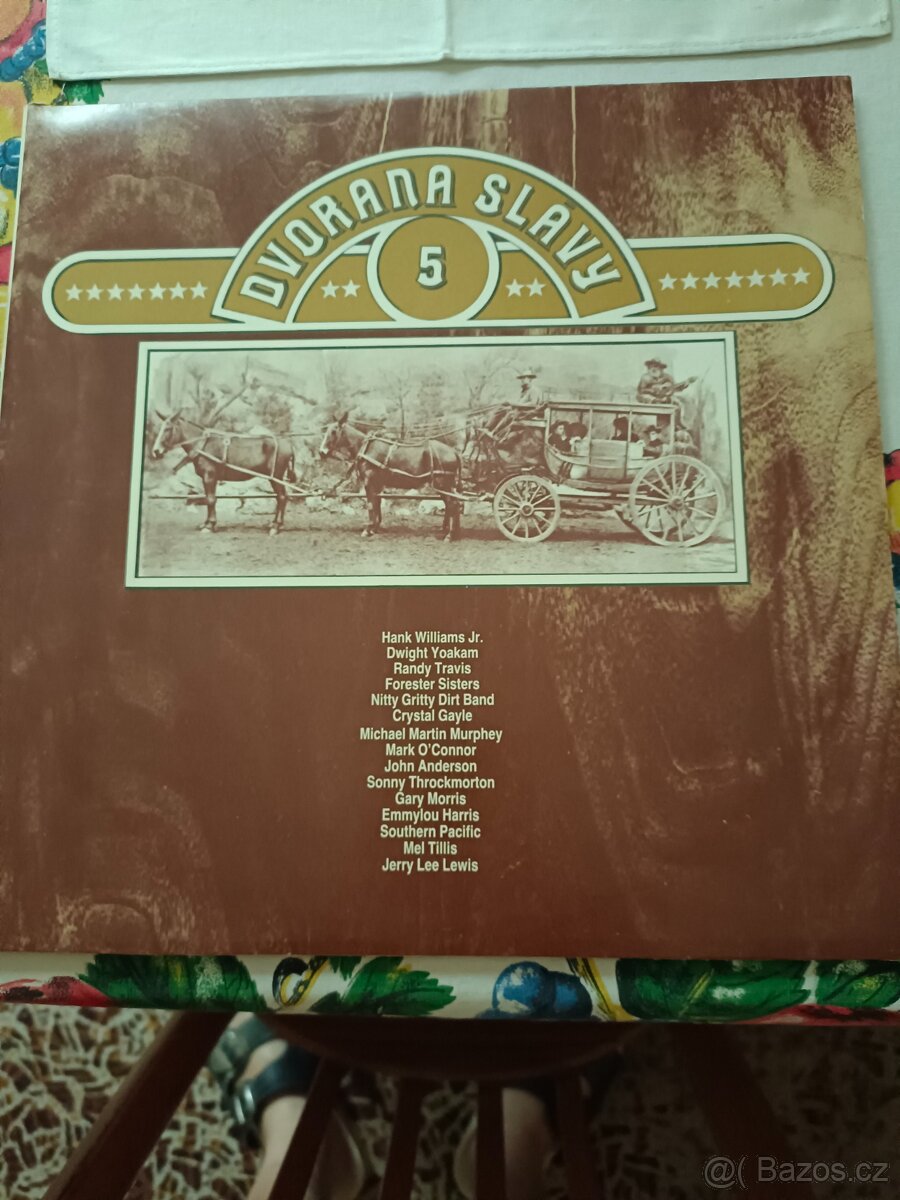 DVORANA SLÁVY
5
Hank Williams Jr.
Dwight Yoakam
Randy Travis
Forester Sisters
Nitty Gritty Dirt Band
Crystal Gayle
Michael Martin Murphey
Mark O'Connor
John Anderson
Sonny Throckmorton
Gary Morris
Emmylou Harris
Southern Pacific
Mel Tillis
Jerry Lee Lewis
@( Bazoš.cz